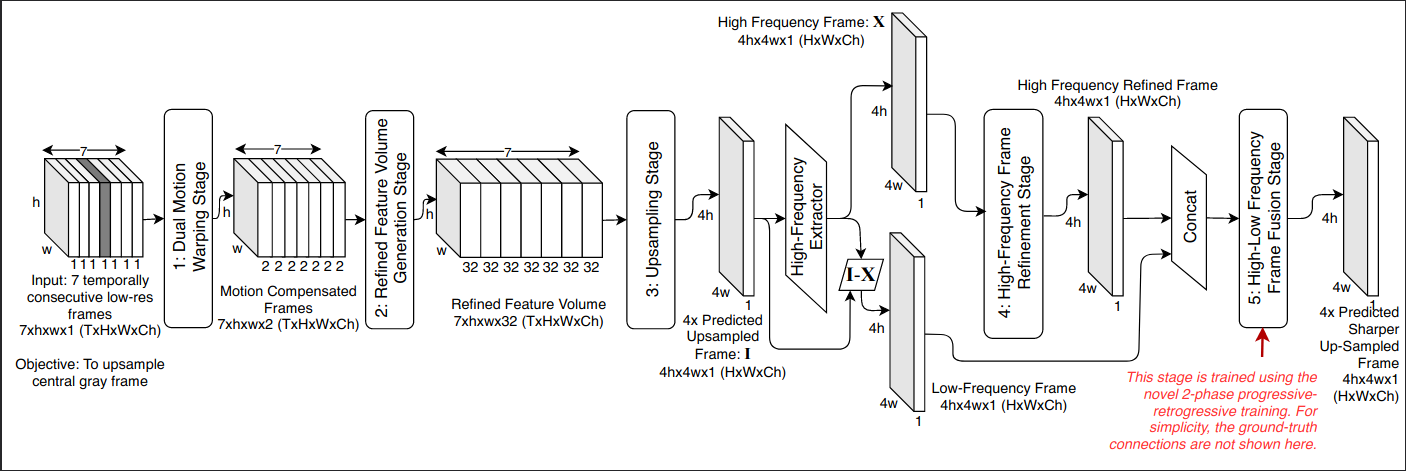 7
h
w
1 1 1 1 1 1 1
Input: 7 temporally
consecutive low-res
frames
7xhxwx1 (TxHxWxCh)
Objective: To upsample
central gray frame
1: Dual Motion
Warping Stage
7
h
w
2 2 2 2 2 2 2
Motion Compensated
Frames
7xhxwx2 (TxHxWxCh)
2: Refined Feature Volume
Generation Stage
7
h
w
32 32 32 32 32 32 32
Refined Feature Volume
7xhxwx32 (TxHxWxCh)
3: Upsampling Stage
4h
4w
1
4x Predicted
Upsampled
Frame: I
4hx4wx1 (HxWxCh)
High-Frequency
Extractor
I-X
High Frequency Frame: X
4hx4wx1 (HxWxCh)
4h
4w
1
4h
4w
1
Low-Frequency Frame
4hx4wx1 (HxWxCh)
4: High-Frequency Frame
Refinement Stage
High Frequency Refined Frame
4hx4wx1 (HxWxCh)
4h
4w
1
Concat
5: High-Low Frequency
Frame Fusion Stage
This stage is trained using the
novel 2-phase progressive-
retrogressive training. For
simplicity, the ground-truth
connections are not shown here.
4h
4w
1
4x Predicted
Sharper
Up-Sampled
Frame
4hx4wx1
(HxWxCh)